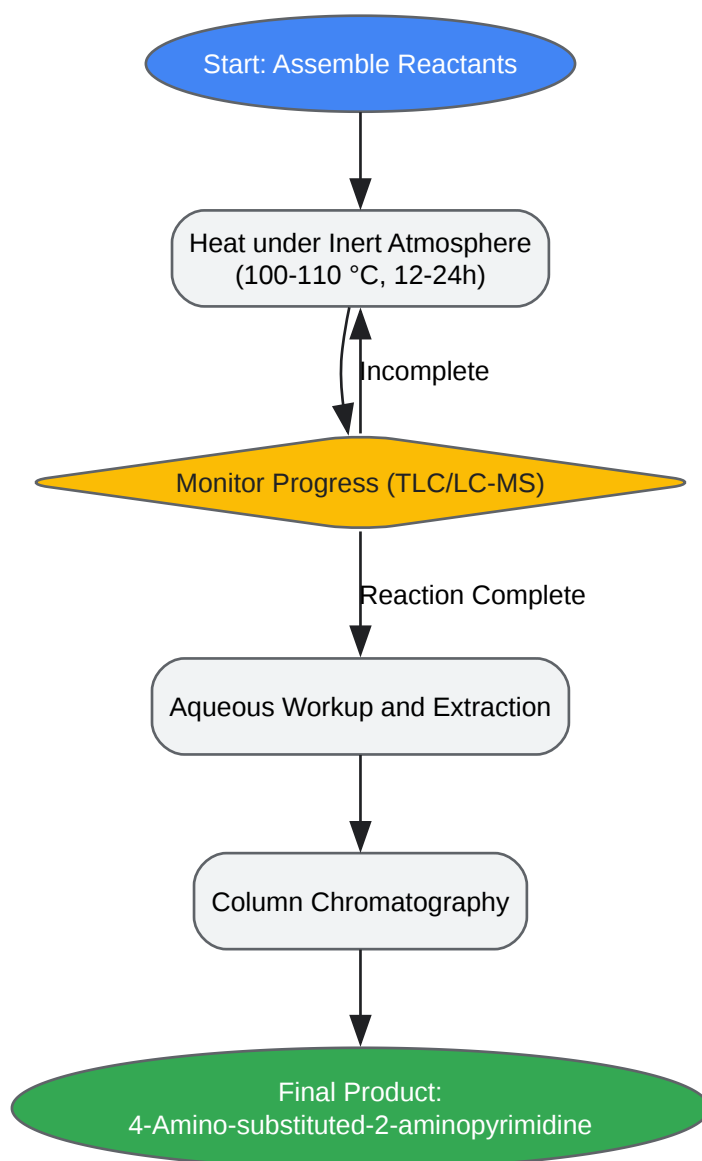 Start: Assemble Reactants
Heat under Inert Atmosphere
(100-110 °C, 12-24h)
Incomplete
Monitor Progress (TLC/LC-MS)
Reaction Complete
Aqueous Workup and Extraction
Column Chromatography
Final Product:
4-Amino-substituted-2-aminopyrimidine